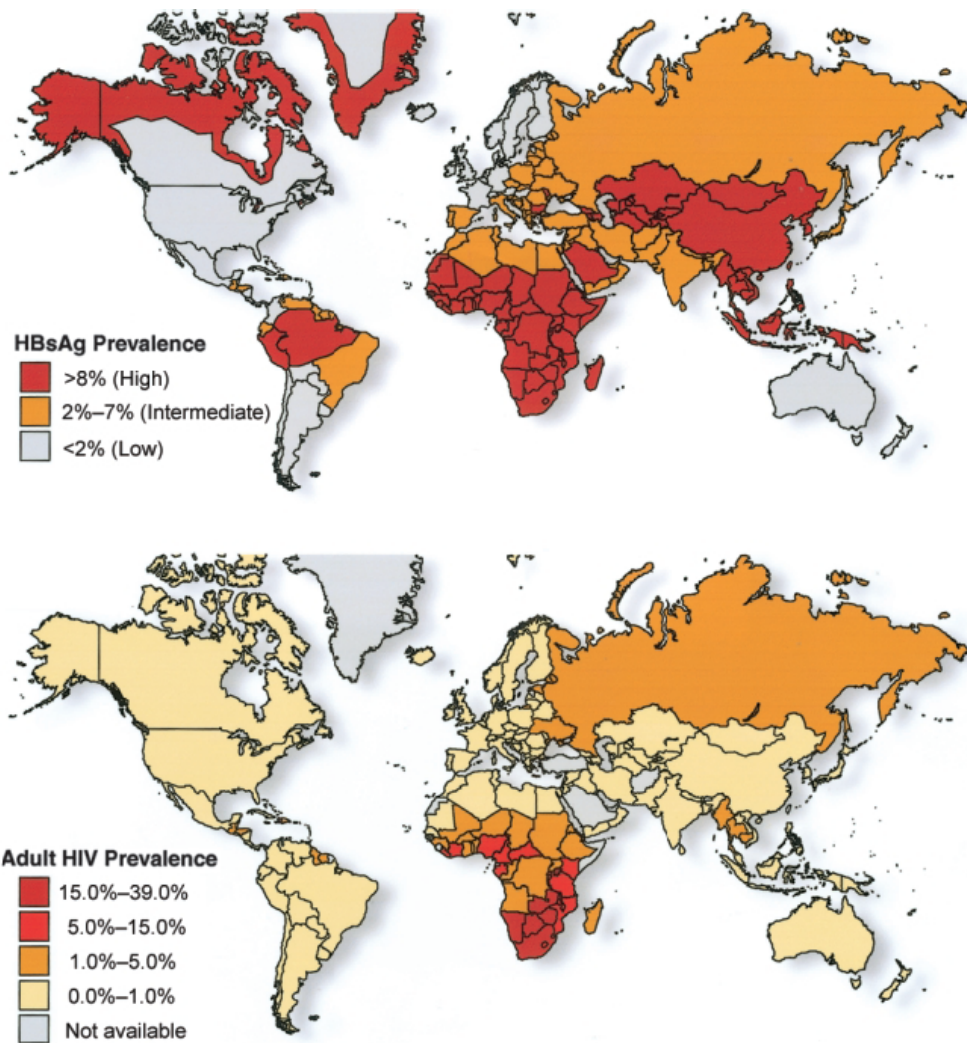 HBsAg Prevalence
>8% (High)
2%–7% (Intermediate)
<2% (Low)
Adult HIV Prevalence
15.0%–39.0%
5.0%–15.0%
1.0%–5.0%
0.0%–1.0%
Not available